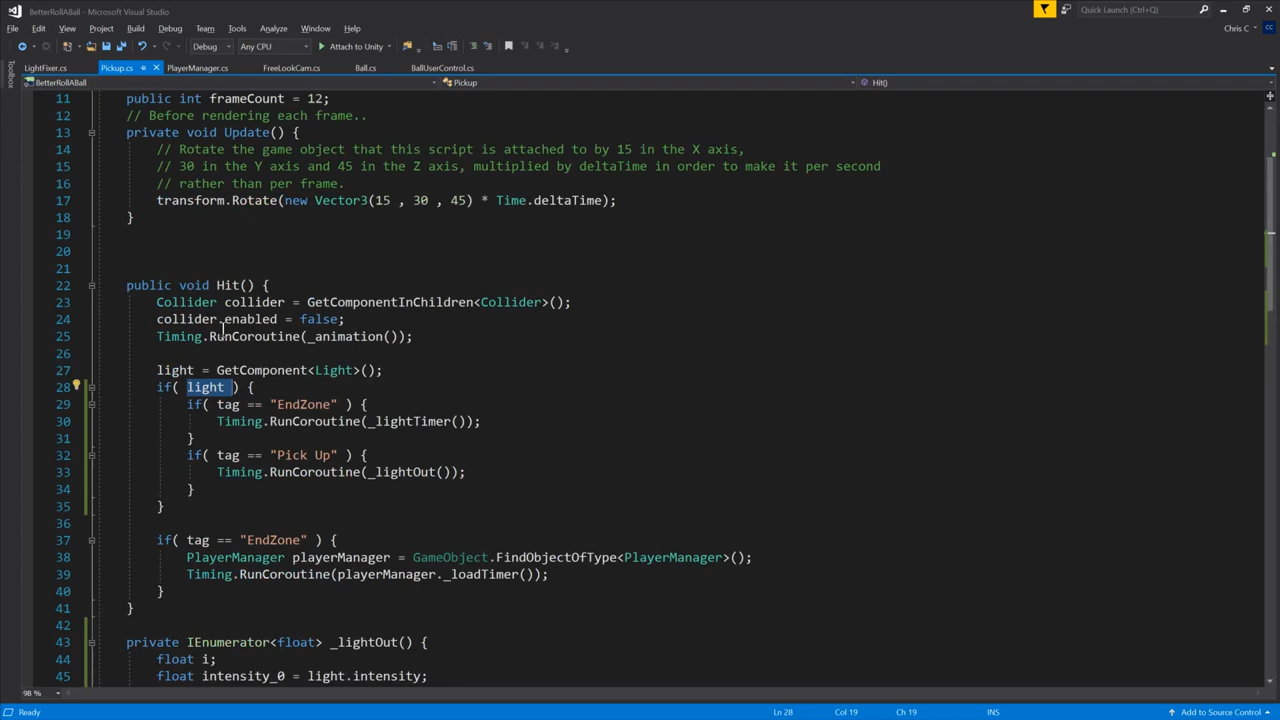 BetterRollABall - Microsoft Visual Studio
Quick Launch (Ctrl+Q)
File Edit View Project Build Debug Team Tools Analyze Window Help
Chris C CC
Debug Any CPU Attach to Unity
Toolbox
LightFixer.cs Pickup.cs PlayerManager.cs FreeLookCam.cs Ball.cs BallUserControl.cs
BetterRollABall Pickup Hit()
11 public int frameCount = 12;
12 // Before rendering each frame..
13 private void Update() {
14 // Rotate the game object that this script is attached to by 15 in the X axis,
15 // 30 in the Y axis and 45 in the Z axis, multiplied by deltaTime in order to make it per second
16 // rather than per frame.
17 transform.Rotate(new Vector3(15 , 30 , 45) * Time.deltaTime);
18 }
19
20
21
22 public void Hit() {
23 Collider collider = GetComponentInChildren<Collider>();
24 collider.enabled = false;
25 Timing.RunCoroutine(_animation());
26
27 light = GetComponent<Light>();
28 if( light ) {
29 if( tag == "EndZone" ) {
30 Timing.RunCoroutine(_lightTimer());
31 }
32 if( tag == "Pick Up" ) {
33 Timing.RunCoroutine(_lightOut());
34 }
35 }
36
37 if( tag == "EndZone" ) {
38 PlayerManager playerManager = GameObject.FindObjectOfType<PlayerManager>();
39 Timing.RunCoroutine(playerManager._loadTimer());
40 }
41 }
42
43 private IEnumerator<float> _lightOut() {
44 float i;
45 float intensity_0 = light.intensity;
98 %
Ready Ln 28 Col 19 Ch 19 INS Add to Source Control